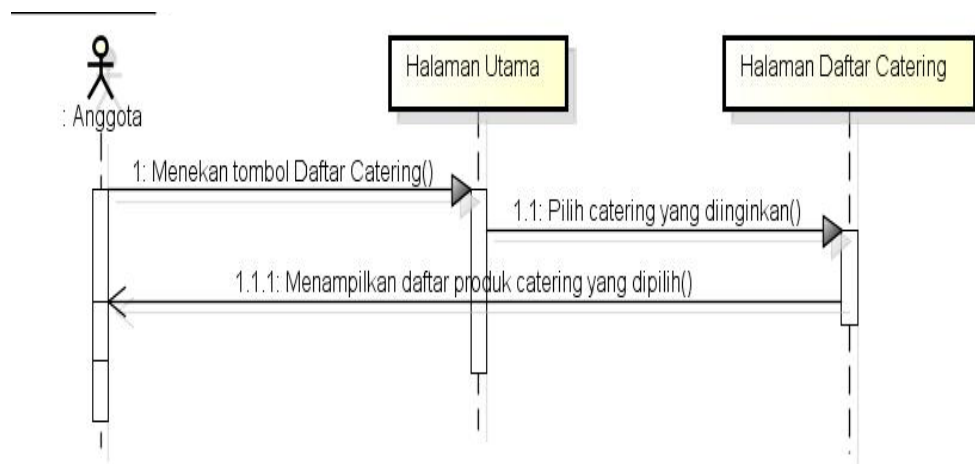 Halaman Utama
Halaman Daftar Catering
: Anggota
1: Menekan tombol Daftar Catering()
1.1: Pilih catering yang diinginkan()
1.1.1: Menampilkan daftar produk catering yang dipilih()